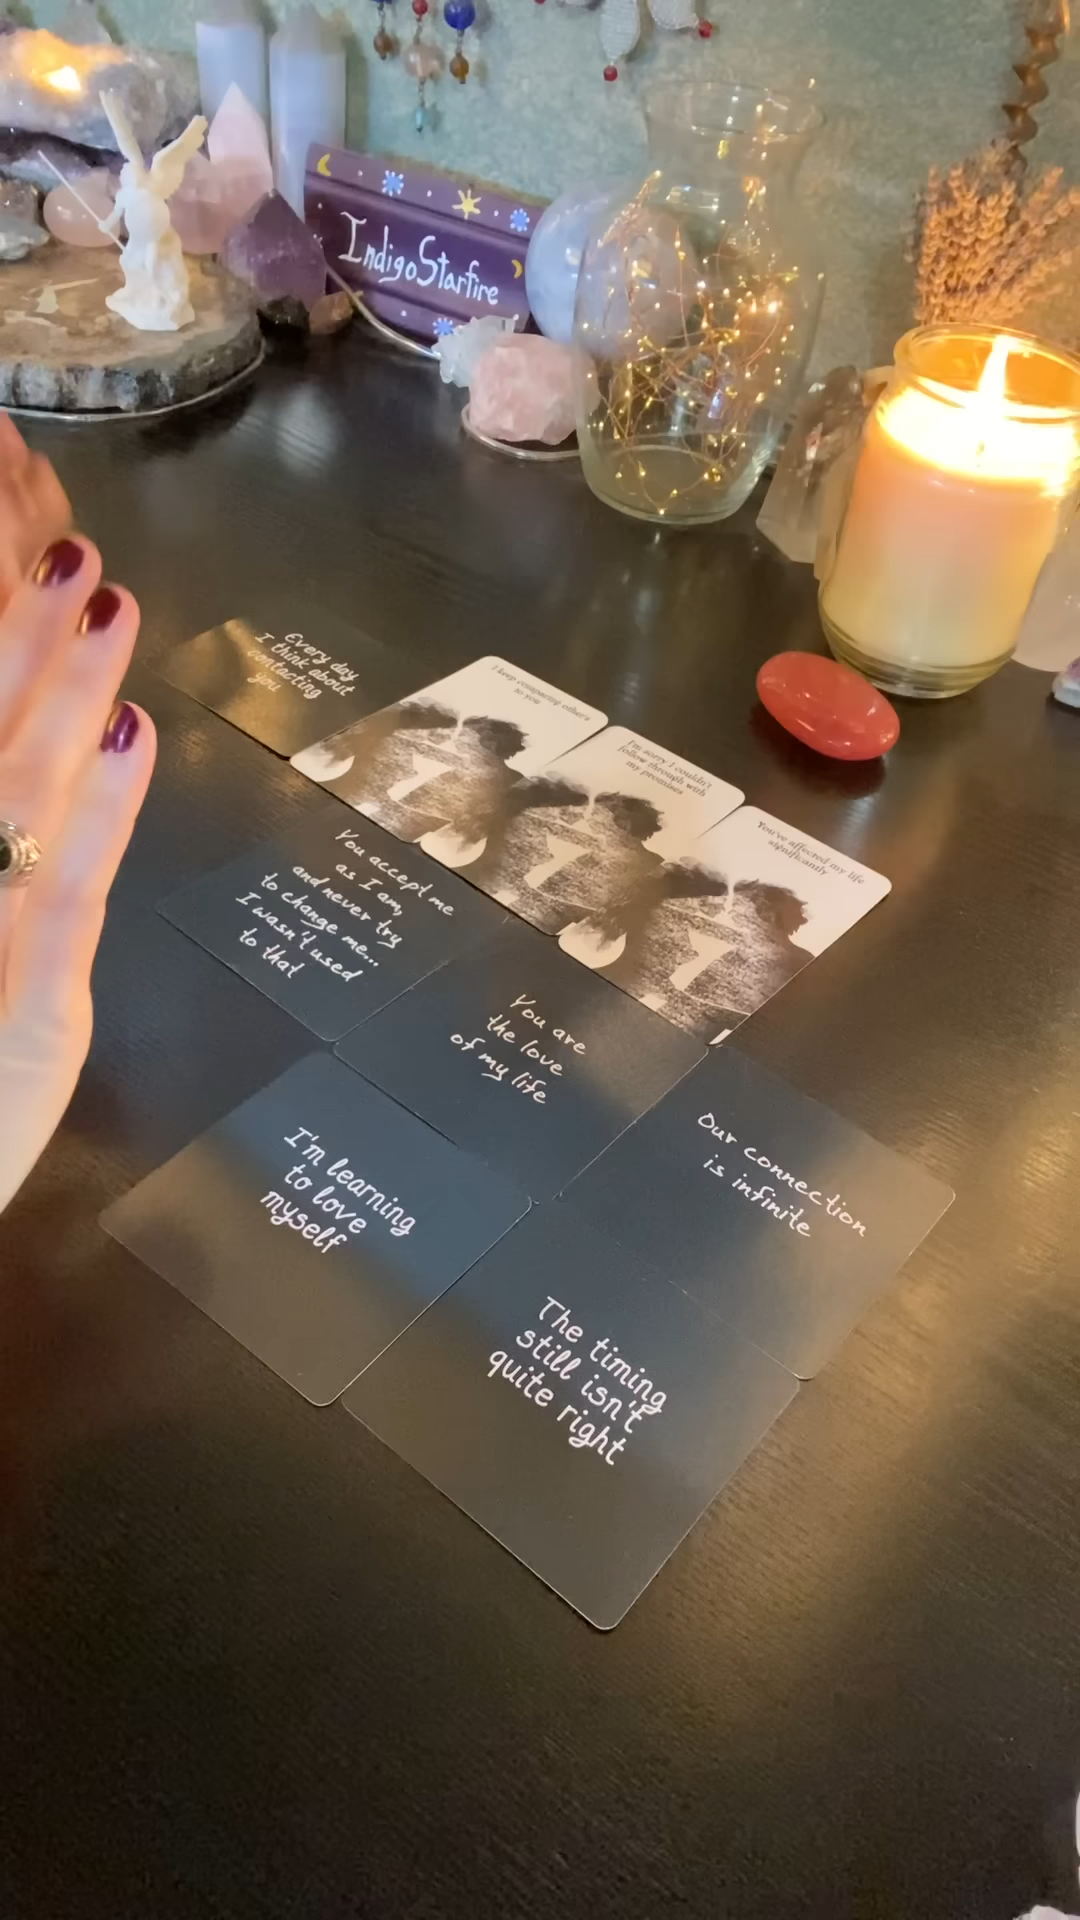 IndigoStarfire
Every day
I think about
contacting
you
I keep comparing other's
to you
I'm sorry I couldn't
follow through with
my promises
You've affected my life
significantly
You accept me
as I am,
and never try
to change me...
I wasn't used
to that
You are
the love
of my life
Our connection
is infinite
I'm learning
to love
myself
The timing
still isn't
quite right